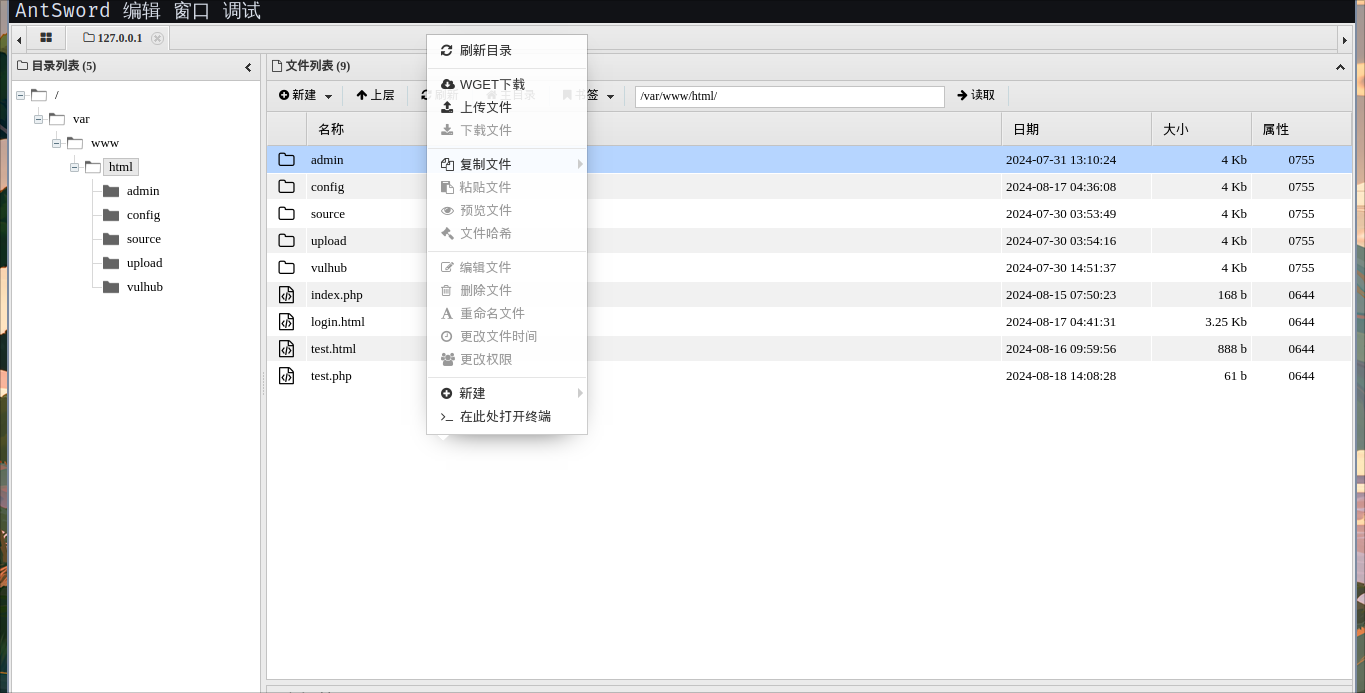 AntSword 编辑 窗口 调试
127.0.0.1
目录列表 (5)
/
var
www
html
admin
config
source
upload
vulhub
文件列表 (9)
新建 上层 刷新 主目录 书签 /var/www/html/ 读取
名称 日期 大小 属性
admin 2024-07-31 13:10:24 4 Kb 0755
config 2024-08-17 04:36:08 4 Kb 0755
source 2024-07-30 03:53:49 4 Kb 0755
upload 2024-07-30 03:54:16 4 Kb 0755
vulhub 2024-07-30 14:51:37 4 Kb 0755
index.php 2024-08-15 07:50:23 168 b 0644
login.html 2024-08-17 04:41:31 3.25 Kb 0644
test.html 2024-08-16 09:59:56 888 b 0644
test.php 2024-08-18 14:08:28 61 b 0644
刷新目录
WGET下载
上传文件
下载文件
复制文件
粘贴文件
预览文件
文件哈希
编辑文件
删除文件
重命名文件
更改文件时间
更改权限
新建
在此处打开终端